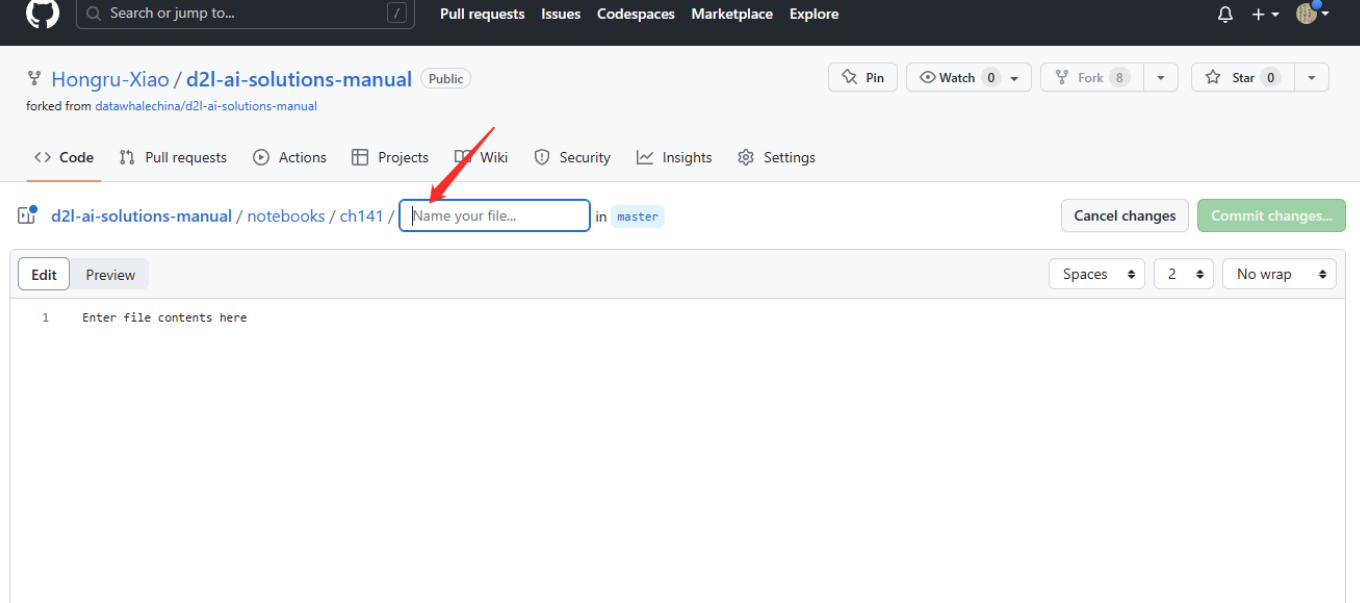 Search or jump to... / Pull requests Issues Codespaces Marketplace Explore
Hongru-Xiao / d2l-ai-solutions-manual Public Pin Watch 0 Fork 8 Star 0
forked from datawhalechina/d2l-ai-solutions-manual
Code Pull requests Actions Projects Wiki Security Insights Settings
d2l-ai-solutions-manual / notebooks / ch141 / Name your file... in master Cancel changes Commit changes...
Edit Preview Spaces 2 No wrap
1 Enter file contents here